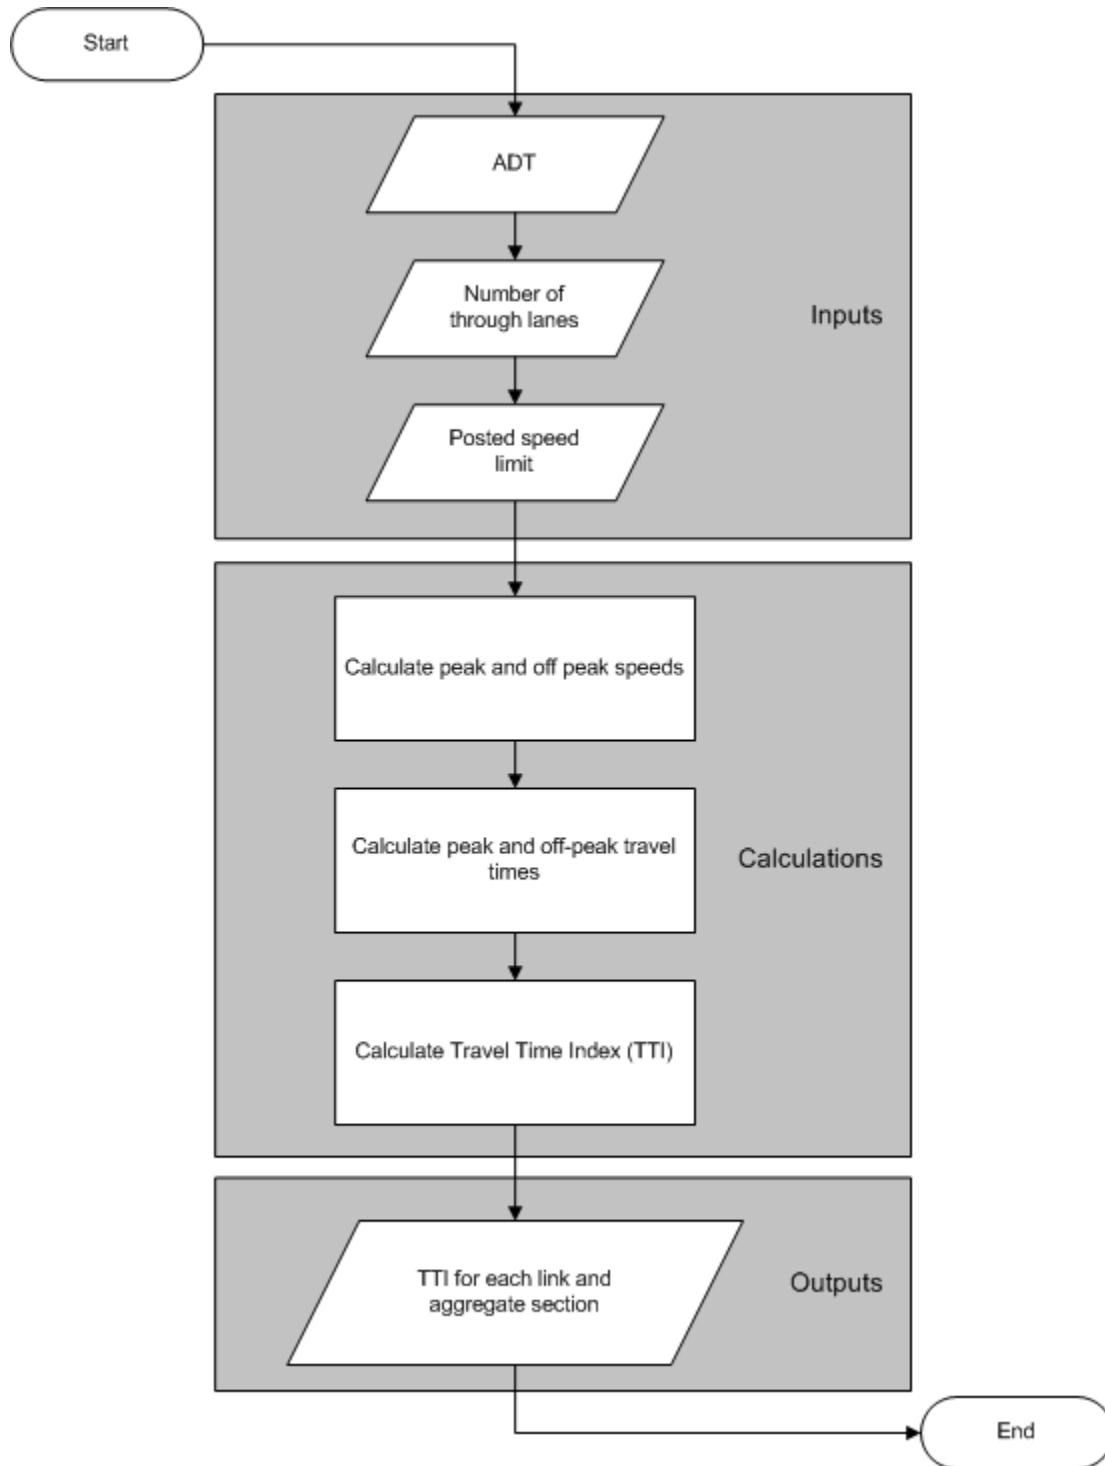 Start
ADT
Number of
through lanes
Inputs
Posted speed
limit
Calculate peak and off peak speeds
Calculate peak and off-peak travel
times
Calculations
Calculate Travel Time Index (TTI)
TTI for each link and
aggregate section
Outputs
End